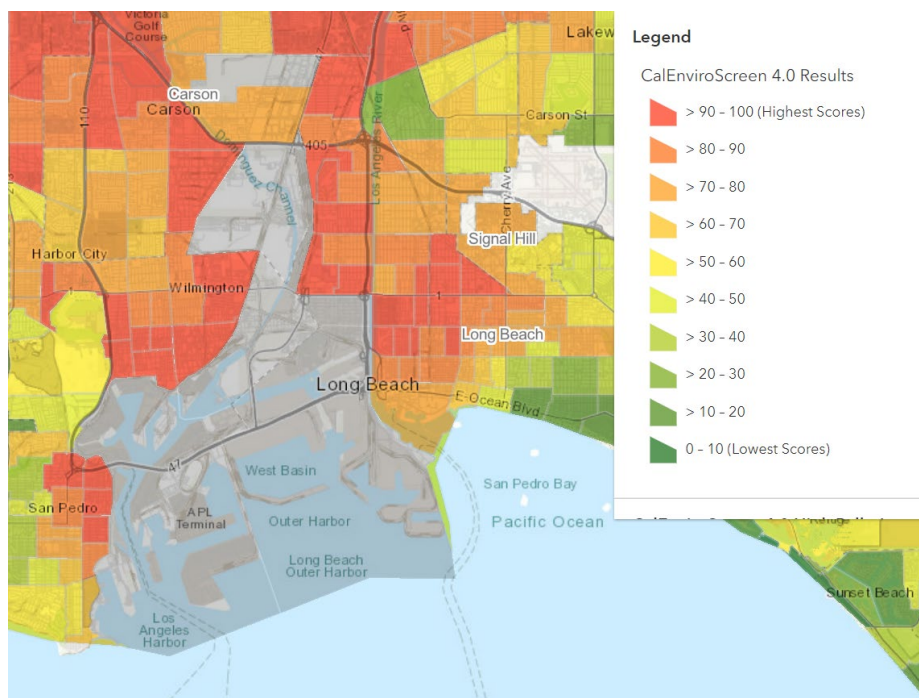 Victoria
Golf
Course
Carson
Carson
110
Dominguez Channel
405
Los Angeles River
Lakew
Carson St
Cherry Ave
Signal Hill
Harbor City
1
Wilmington
1
Long Beach
Long Beach
E Ocean Blvd
47
West Basin
San Pedro
APL
Terminal
Outer Harbor
Long Beach
Outer Harbor
San Pedro Bay
Pacific Ocean
Los
Angeles
Harbor
Sunset Beach
Legend
CalEnviroScreen 4.0 Results
> 90 - 100 (Highest Scores)
> 80 - 90
> 70 - 80
> 60 - 70
> 50 - 60
> 40 - 50
> 30 - 40
> 20 - 30
> 10 - 20
0 - 10 (Lowest Scores)